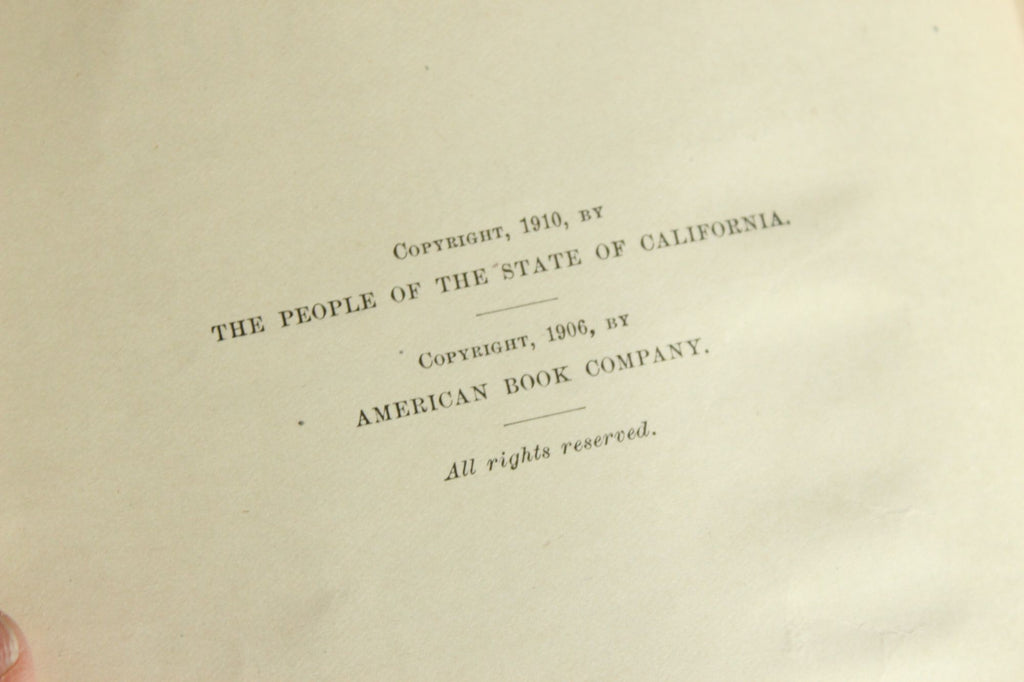 Copyright, 1910, by
THE PEOPLE OF THE STATE OF CALIFORNIA.
Copyright, 1906, by
AMERICAN BOOK COMPANY.
All rights reserved.